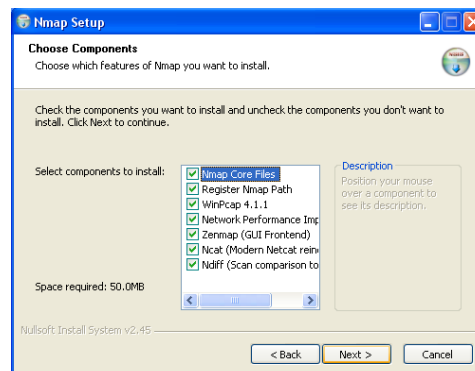 Nmap Setup
Choose Components
Choose which features of Nmap you want to install.
Check the components you want to install and uncheck the components you don't want to
install. Click Next to continue.
Select components to install:
Nmap Core Files
Register Nmap Path
WinPcap 4.1.1
Network Performance Imp
Zenmap (GUI Frontend)
Ncat (Modern Netcat rein
Ndiff (Scan comparison to
Description
Position your mouse
over a component to
see its description.
Space required: 50.0MB
Nullsoft Install System v2.45
< Back
Next >
Cancel